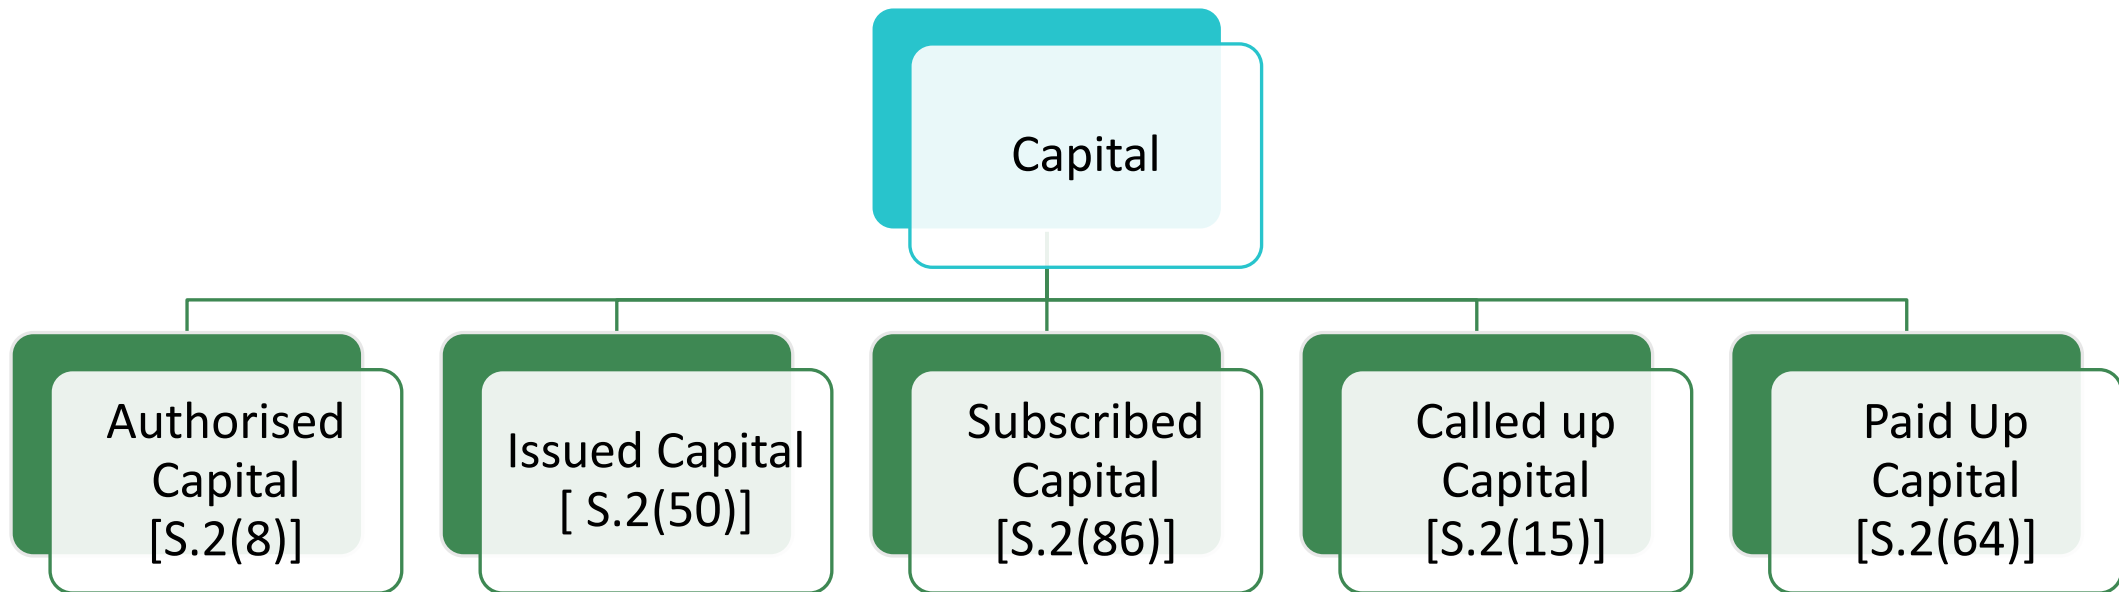 Capital
Authorised
Capital
[S.2(8)]
Issued Capital
[ S.2(50)]
Subscribed
Capital
[S.2(86)]
Called up
Capital
[S.2(15)]
Paid Up
Capital
[S.2(64)]